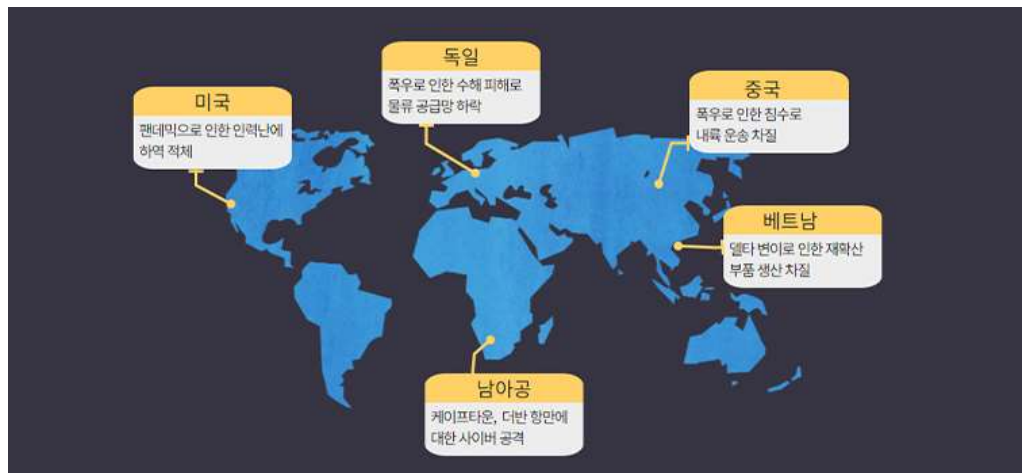 미국
팬데믹으로 인한 인력난에
하역 적체
독일
폭우로 인한 수해 피해로
물류 공급망 하락
중국
폭우로 인한 침수로
내륙 운송 차질
베트남
델타 변이로 인한 재확산
부품 생산 차질
남아공
케이프타운, 더반 항만에
대한 사이버 공격